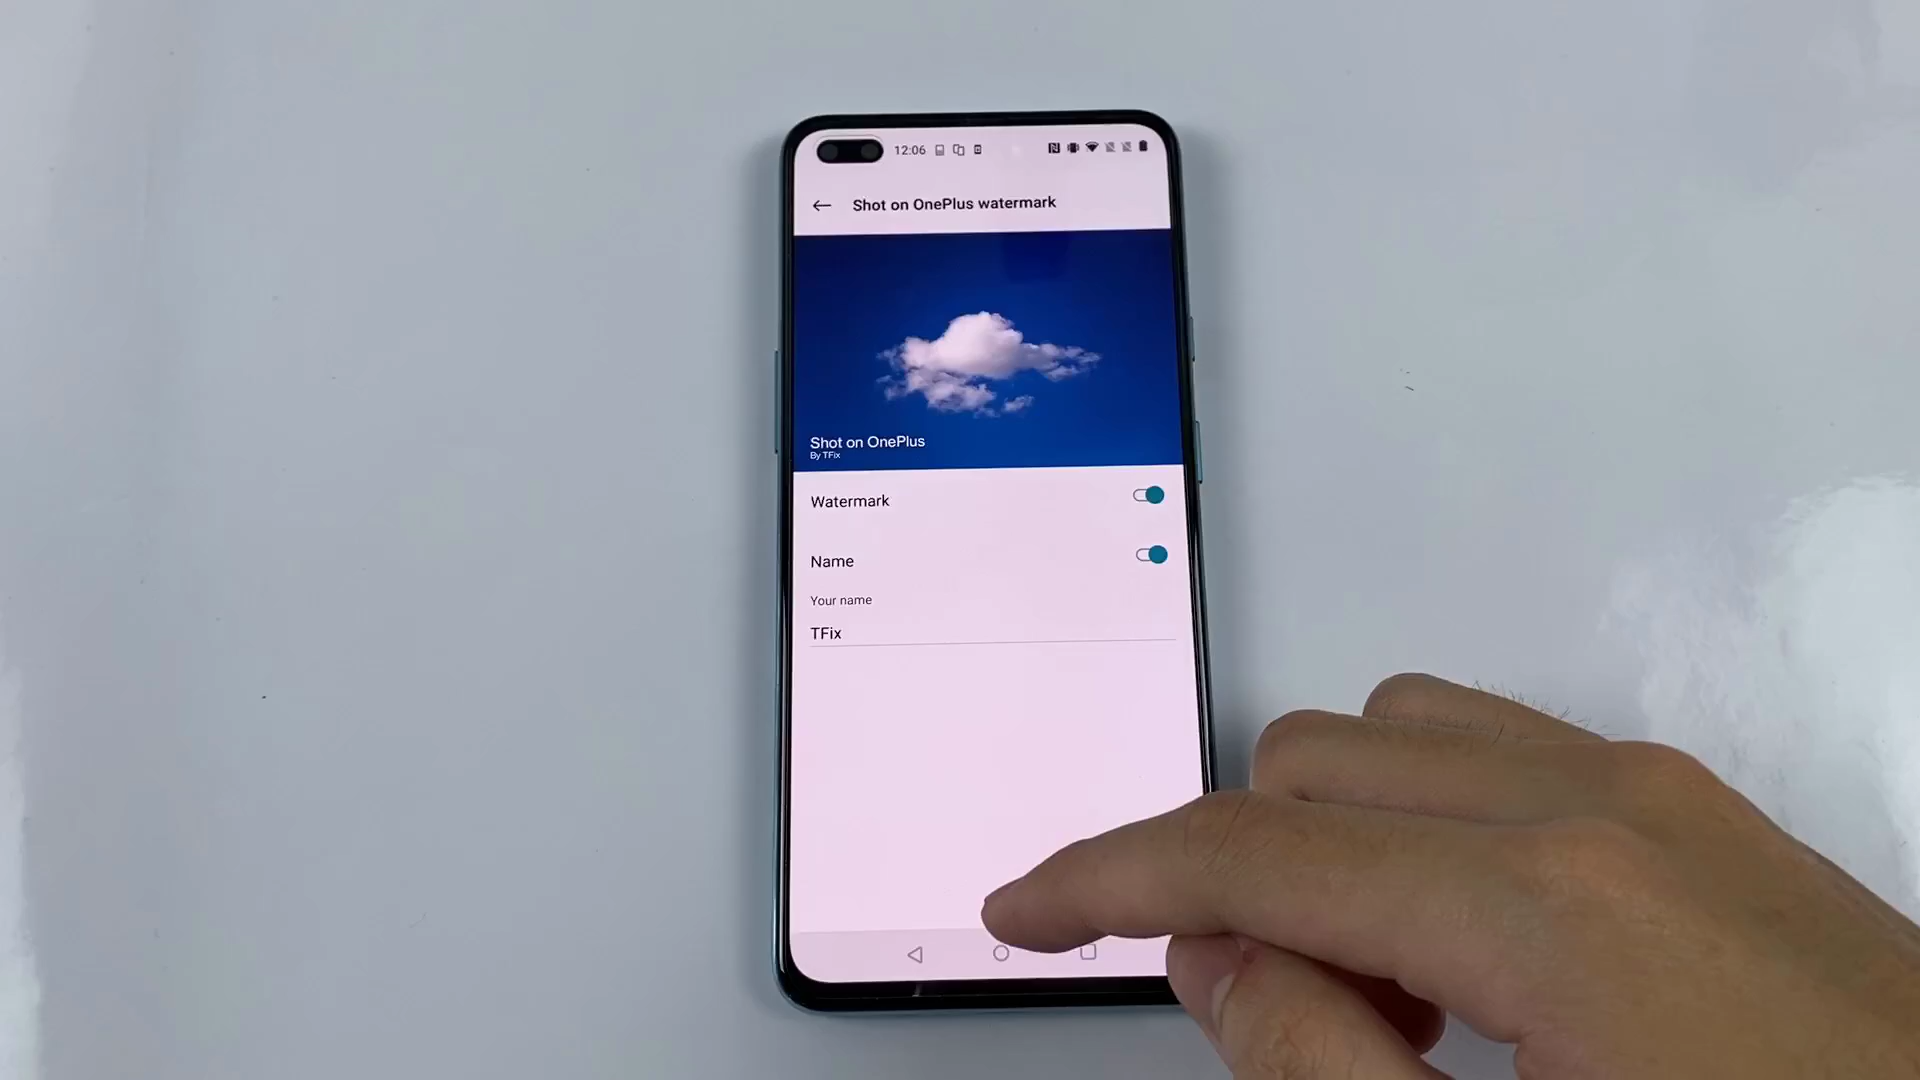 12:06
Shot on OnePlus watermark
Shot on OnePlus
By TFix
Watermark
Name
Your name
TFix